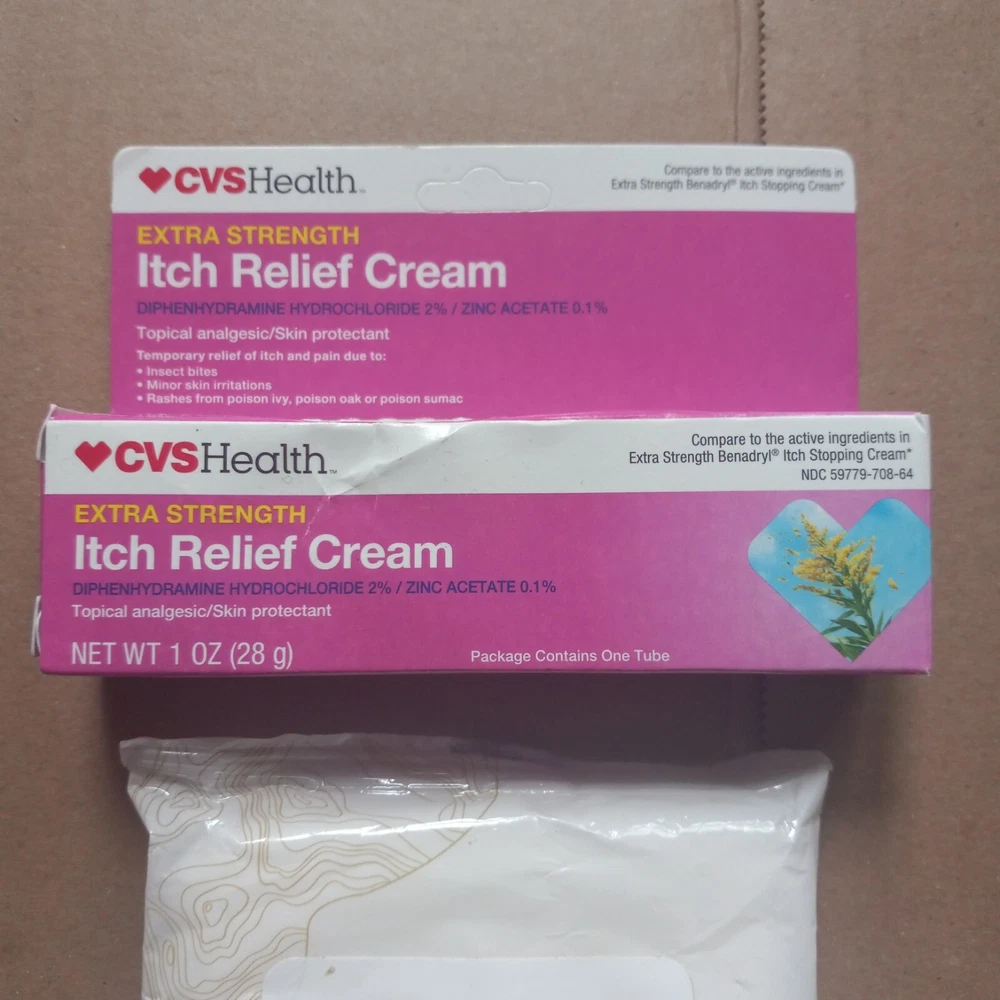 CVSHealth™
Compare to the active ingredients in
Extra Strength Benadryl® Itch Stopping Cream*
EXTRA STRENGTH
Itch Relief Cream
DIPHENHYDRAMINE HYDROCHLORIDE 2% / ZINC ACETATE 0.1%
Topical analgesic/Skin protectant
Temporary relief of itch and pain due to:
• Insect bites
• Minor skin irritations
• Rashes from poison ivy, poison oak or poison sumac
CVSHealth™
Compare to the active ingredients in
Extra Strength Benadryl® Itch Stopping Cream*
NDC 59779-708-64
EXTRA STRENGTH
Itch Relief Cream
DIPHENHYDRAMINE HYDROCHLORIDE 2% / ZINC ACETATE 0.1%
Topical analgesic/Skin protectant
NET WT 1 OZ (28 g)
Package Contains One Tube